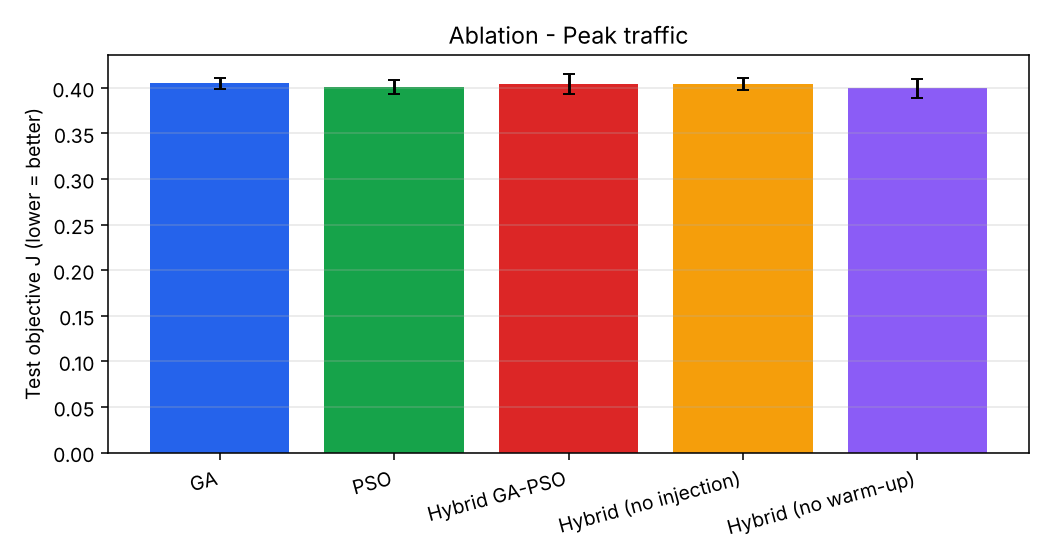 Ablation - Peak traffic
Test objective J (lower = better)
0.40
0.35
0.30
0.25
0.20
0.15
0.10
0.05
0.00
GA
PSO
Hybrid GA-PSO
Hybrid (no injection)
Hybrid (no warm-up)